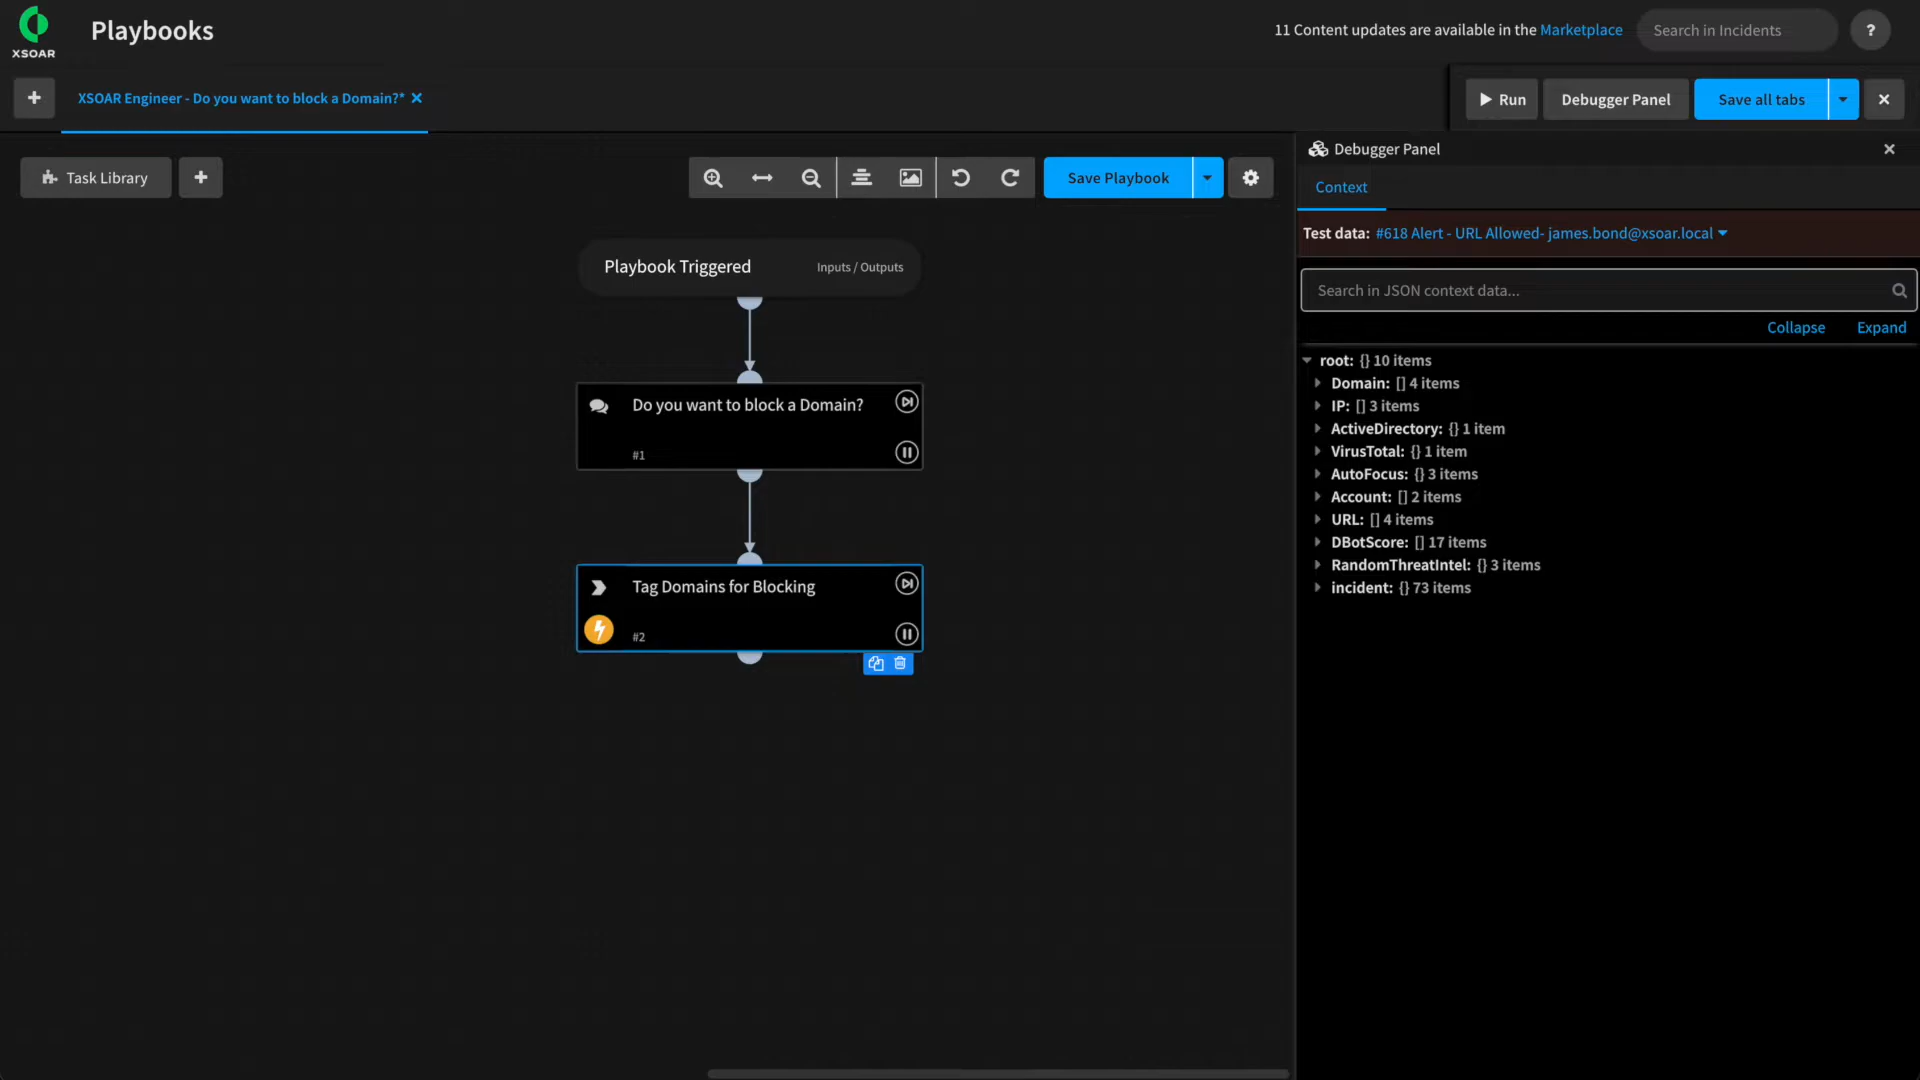 XSOAR
Playbooks
11 Content updates are available in the Marketplace
Search in Incidents
?
+
XSOAR Engineer - Do you want to block a Domain?*
Run
Debugger Panel
Save all tabs
Task Library
+
Save Playbook
Debugger Panel
Context
Test data: #618 Alert - URL Allowed- james.bond@xsoar.local
Search in JSON context data...
Collapse
Expand
Playbook Triggered
Inputs / Outputs
Do you want to block a Domain?
#1
Tag Domains for Blocking
#2
root: {} 10 items
Domain: [] 4 items
IP: [] 3 items
ActiveDirectory: {} 1 item
VirusTotal: {} 1 item
AutoFocus: {} 3 items
Account: [] 2 items
URL: [] 4 items
DBotScore: [] 17 items
RandomThreatIntel: {} 3 items
incident: {} 73 items